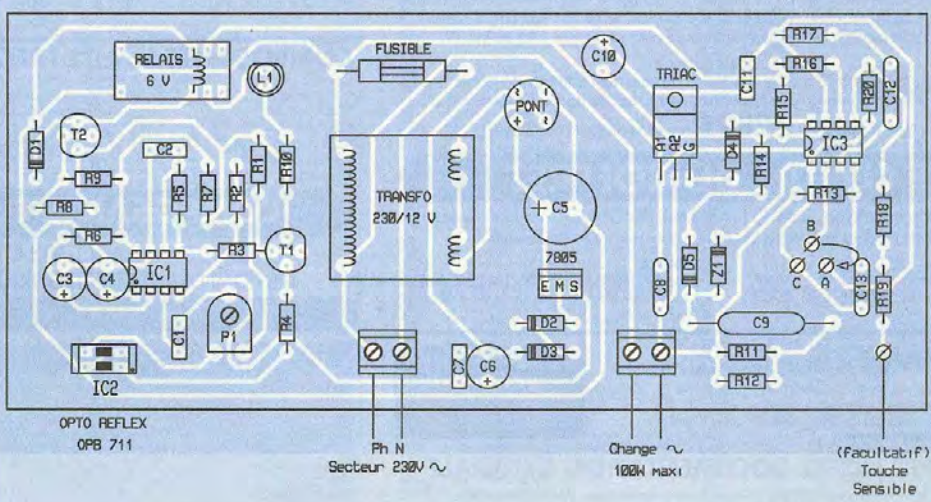 RELAIS
6 V
L1
FUSIBLE
C10
TRIAC
C11
R17
R16
R15
R20
C12
D1
T2
C2
R1
R10
PONT
A1
A2
G
D4
R14
IC3
R9
R5
R7
R2
TRANSFO
230/12 V
C5
R13
R8
R6
R3
T1
7805
E M S
B
C
A
R18
C3
C4
IC1
C8
D5
Z1
C13
R19
C1
P1
R4
D2
C9
IC2
C7
C6
D3
R11
R12
OPTO REFLEX
OPB 711
Ph N
Secteur 230V ~
Change ~
100W maxi
(facultatif)
Touche
Sensible